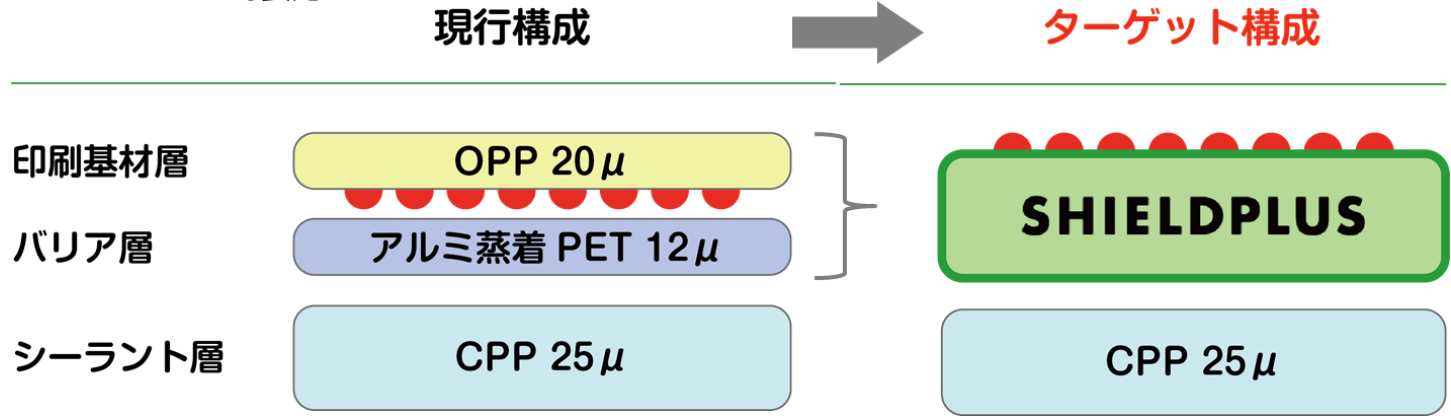 現行構成
ターゲット構成
印刷基材層
OPP 20μ
SHIELDPLUS
バリア層
アルミ蒸着 PET 12μ
シーラント層
CPP 25μ
CPP 25μ